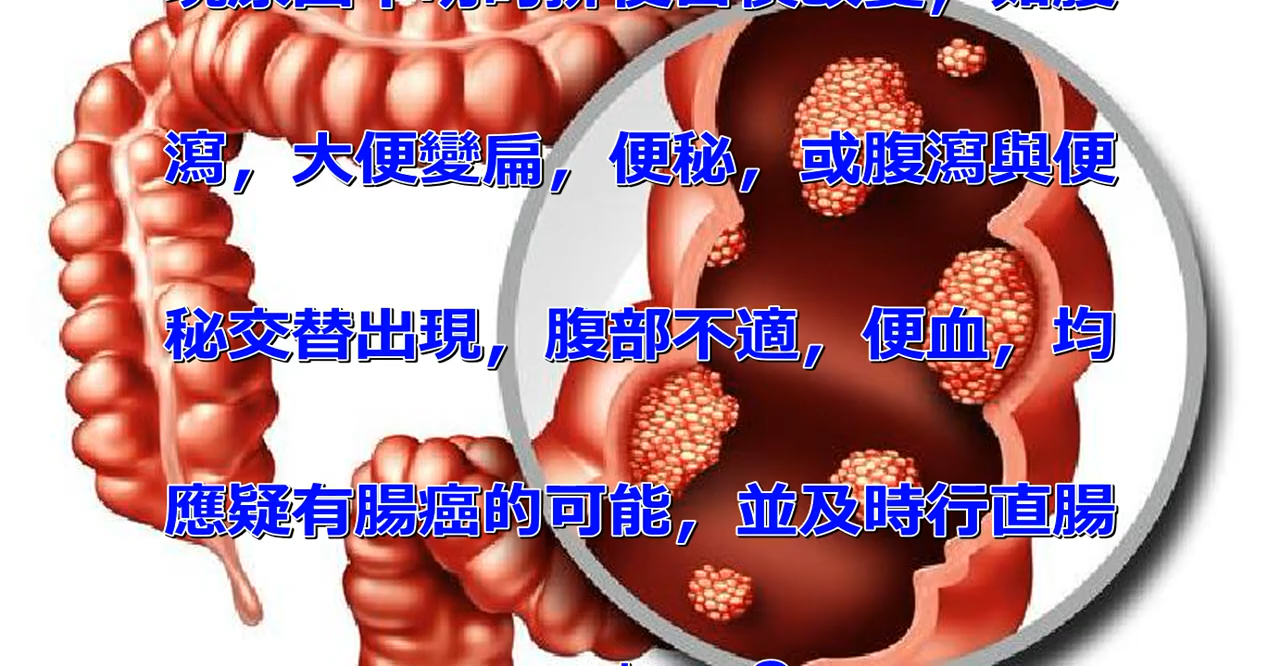 瀉，大便變扁，便秘，或腹瀉與便
秘交替出現，腹部不適，便血，均
應疑有腸癌的可能，並及時行直腸